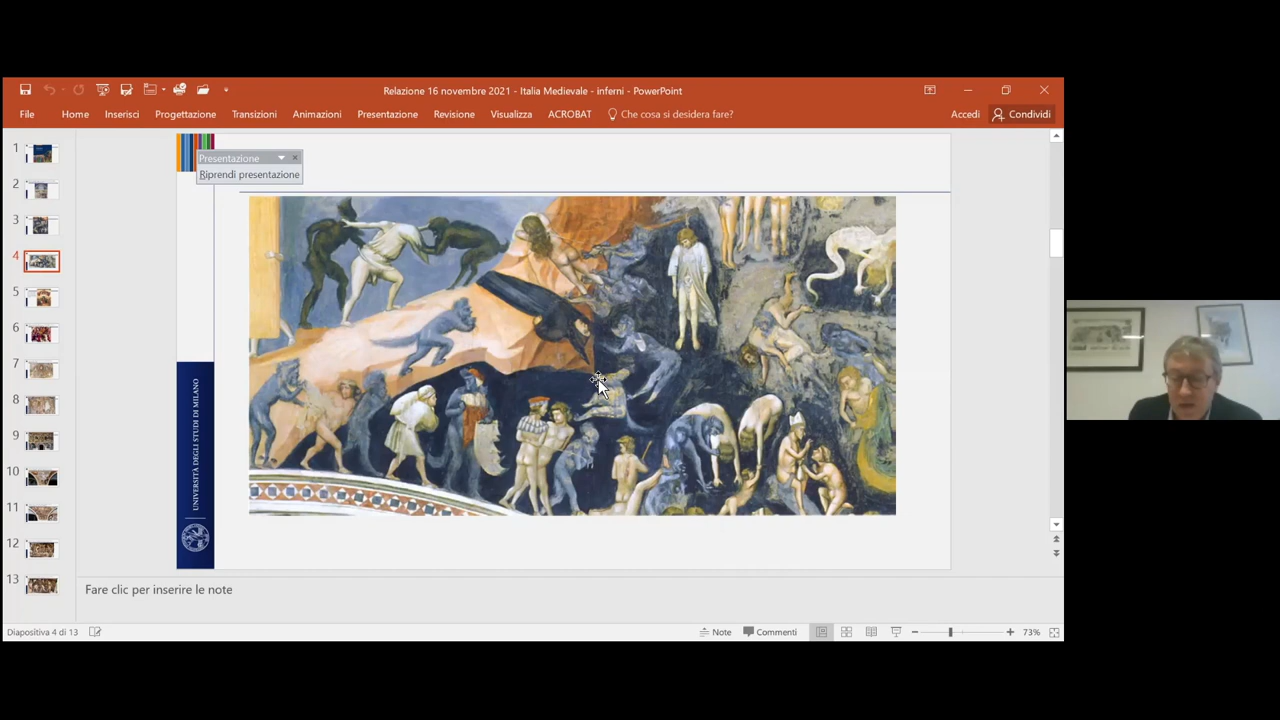 Relazione 16 novembre 2021 - Italia Medievale - inferni - PowerPoint
File Home Inserisci Progettazione Transizioni Animazioni Presentazione Revisione Visualizza ACROBAT Che cosa si desidera fare? Accedi Condividi
Presentazione
Riprendi presentazione
1
2
3
4
5
6
7
8
9
10
11
12
13
UNIVERSITÀ DEGLI STUDI DI MILANO
Fare clic per inserire le note
Diapositiva 4 di 13 Note Commenti 73%